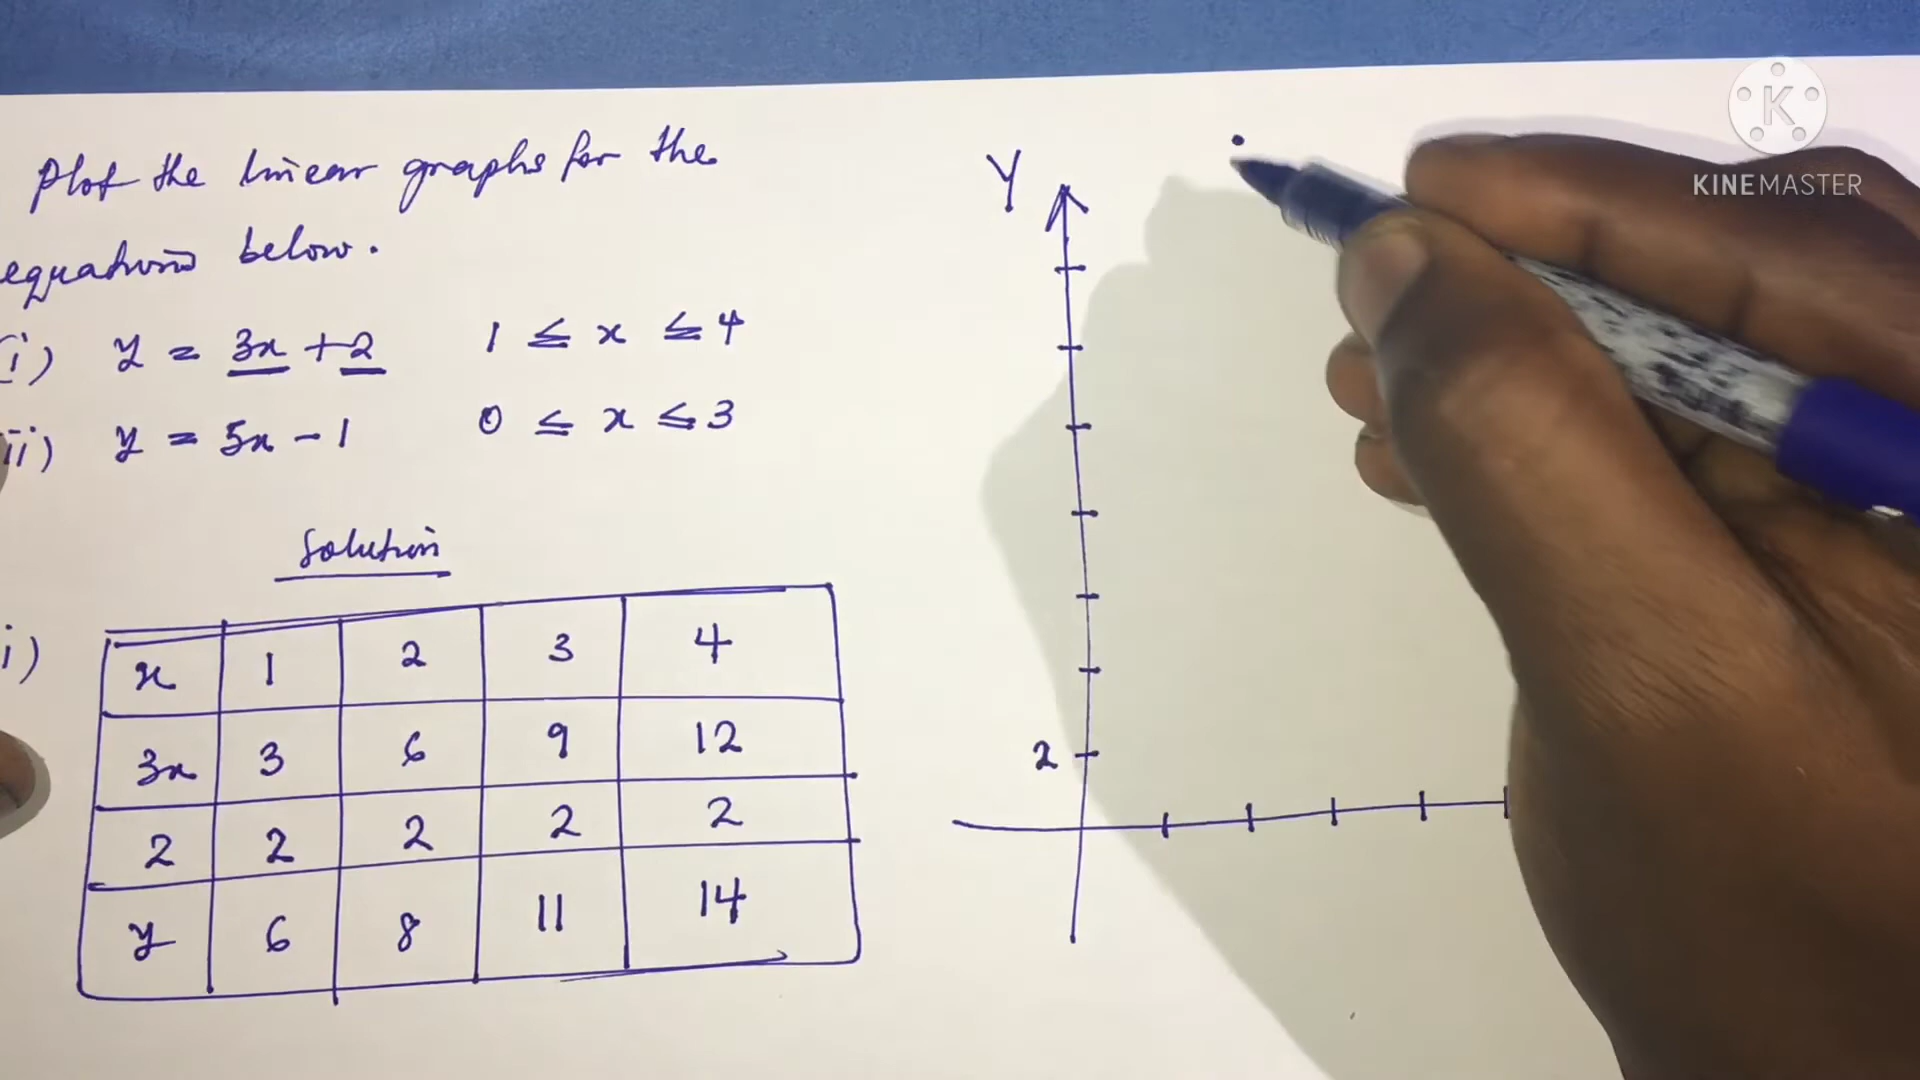 Plot the linear graphs for the
equations below.
(i) y = 3x + 2 1 ≤ x ≤ 4
ii) y = 5x - 1 0 ≤ x ≤ 3
Solution
i)
x 1 2 3 4
3x 3 6 9 12
2 2 2 2 2
y 6 8 11 14
Y
2
K
KINEMASTER